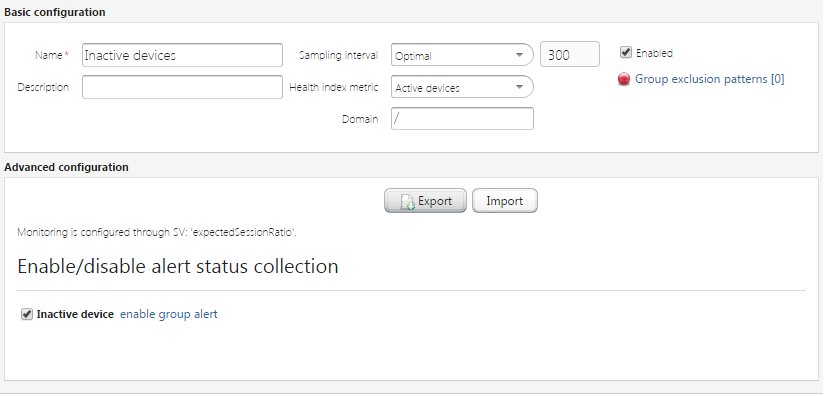 Basic configuration
Name * Inactive devices Sampling interval Optimal 300 Enabled
Description Health index metric Active devices Group exclusion patterns [0]
Domain /
Advanced configuration
Export Import
Monitoring is configured through SV: 'expectedSessionRatio'.
Enable/disable alert status collection
Inactive device enable group alert